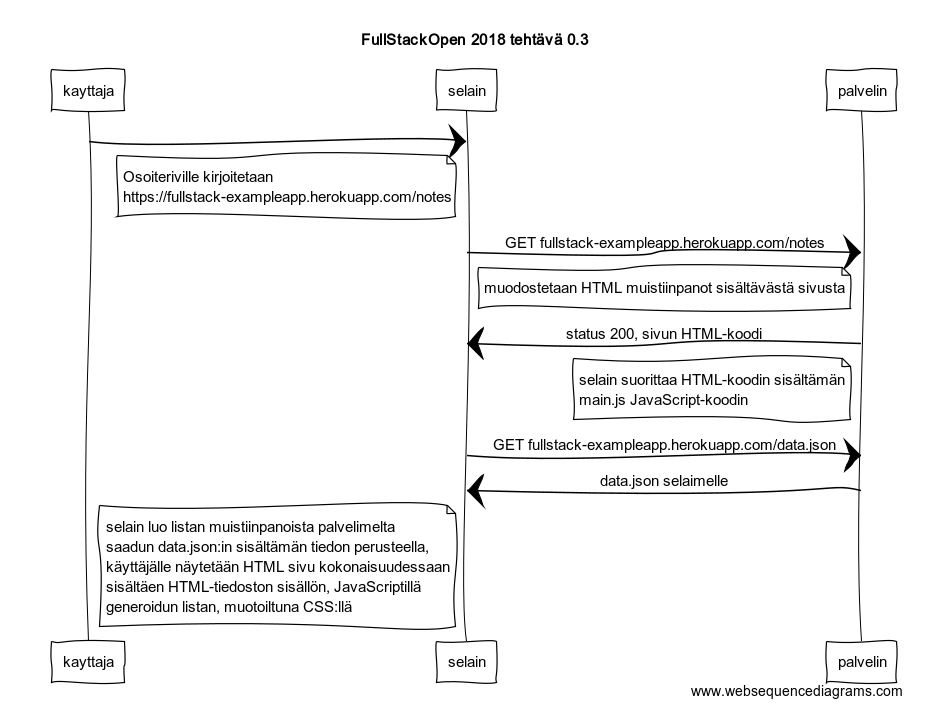 FullStackOpen 2018 tehtävä 0.3
kayttaja
selain
palvelin
Osoiteriville kirjoitetaan
https://fullstack-exampleapp.herokuapp.com/notes
GET fullstack-exampleapp.herokuapp.com/notes
muodostetaan HTML muistiinpanot sisältävästä sivusta
status 200, sivun HTML-koodi
selain suorittaa HTML-koodin sisältämän
main.js JavaScript-koodin
GET fullstack-exampleapp.herokuapp.com/data.json
data.json selaimelle
selain luo listan muistiinpanoista palvelimelta
saadun data.json:in sisältämän tiedon perusteella,
käyttäjälle näytetään HTML sivu kokonaisuudessaan
sisältäen HTML-tiedoston sisällön, JavaScriptillä
generoidun listan, muotoiltuna CSS:llä
kayttaja
selain
palvelin
www.websequencediagrams.com